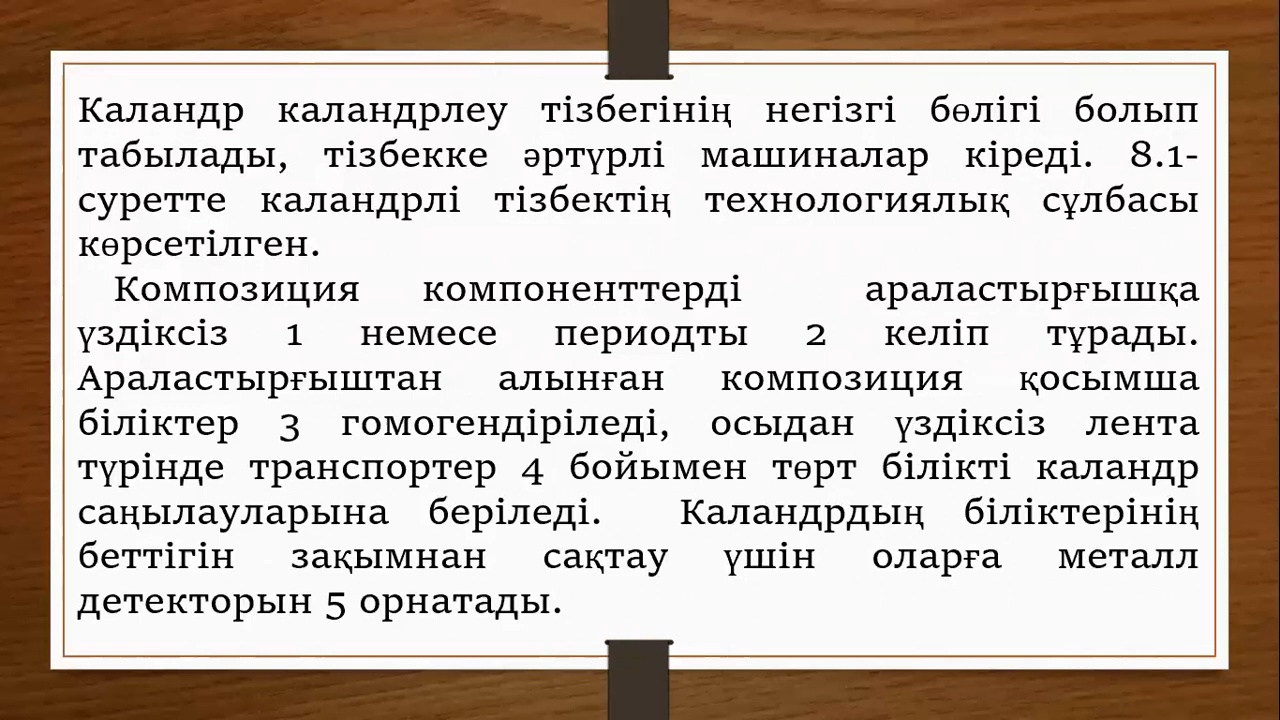 Каландр каландрлеу тізбегінің негізгі бөлігі болып
табылады, тізбекке әртүрлі машиналар кіреді. 8.1-
суретте каландрлі тізбектің технологиялық сұлбасы
көрсетілген.
Композиция компоненттерді араластырғышқа
үздіксіз 1 немесе периодты 2 келіп тұрады.
Араластырғыштан алынған композиция қосымша
біліктер 3 гомогендіріледі, осыдан үздіксіз лента
түрінде транспортер 4 бойымен төрт білікті каландр
саңылауларына беріледі. Каландрдың біліктерінің
беттігін зақымнан сақтау үшін оларға металл
детекторын 5 орнатады.